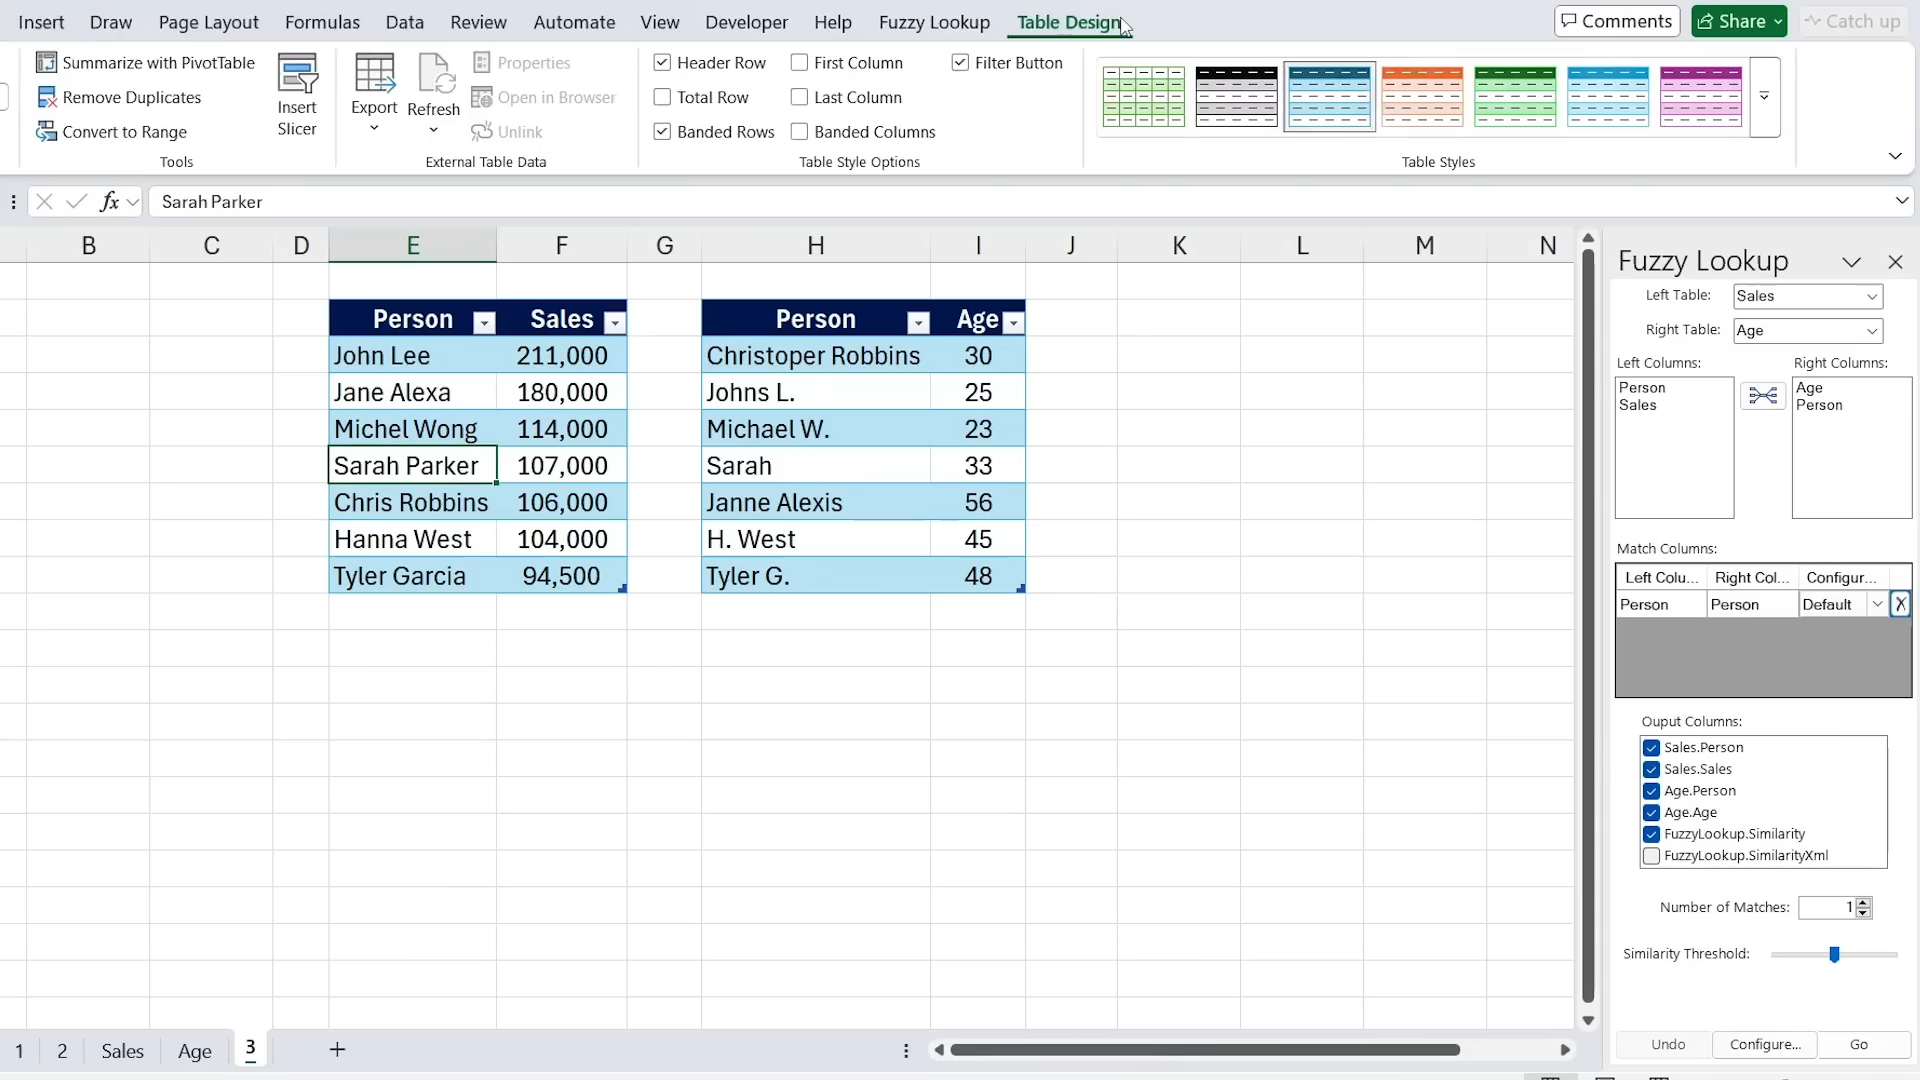 Insert Draw Page Layout Formulas Data Review Automate View Developer Help Fuzzy Lookup Table Design Comments Share Catch up
Summarize with PivotTable
Remove Duplicates
Convert to Range
Tools
Insert
Slicer
Export
Refresh
Properties
Open in Browser
Unlink
External Table Data
Header Row First Column Filter Button
Total Row Last Column
Banded Rows Banded Columns
Table Style Options
Table Styles
fx Sarah Parker
B C D E F G H I J K L M N
Person Sales Person Age
John Lee 211,000 Christoper Robbins 30
Jane Alexa 180,000 Johns L. 25
Michel Wong 114,000 Michael W. 23
Sarah Parker 107,000 Sarah 33
Chris Robbins 106,000 Janne Alexis 56
Hanna West 104,000 H. West 45
Tyler Garcia 94,500 Tyler G. 48
Fuzzy Lookup
Left Table: Sales
Right Table: Age
Left Columns: Right Columns:
Person Age
Sales Person
Match Columns:
Left Colu... Right Col... Configur...
Person Person Default X
Ouput Columns:
Sales.Person
Sales.Sales
Age.Person
Age.Age
FuzzyLookup.Similarity
FuzzyLookup.SimilarityXml
Number of Matches: 1
Similarity Threshold:
Undo Configure... Go
1 2 Sales Age 3